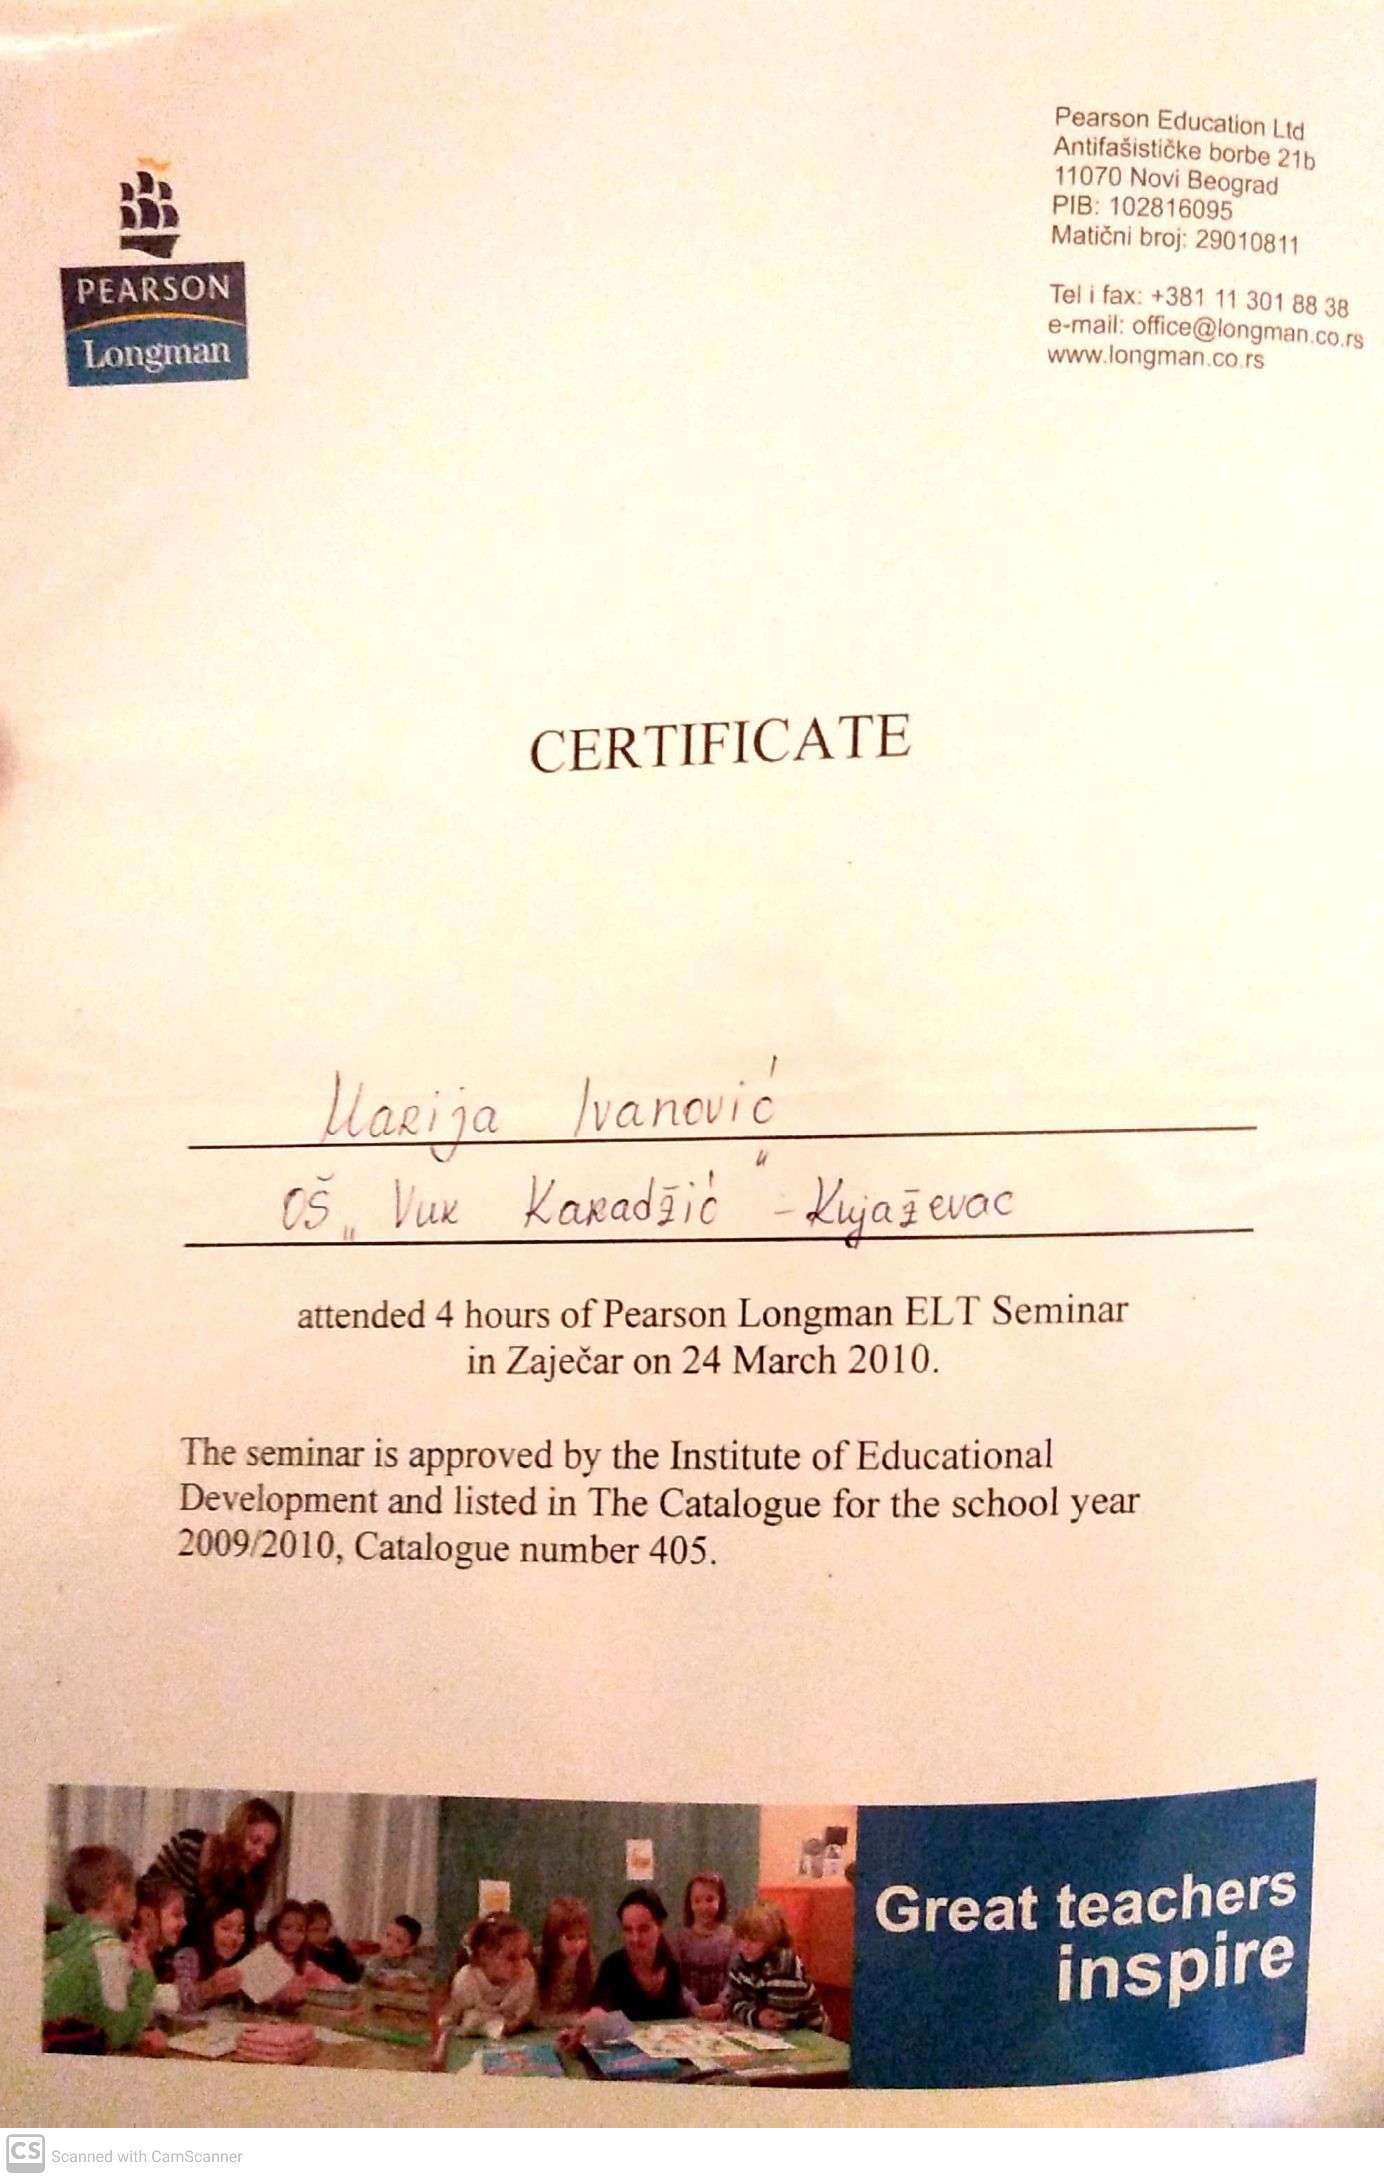 PEARSON
Longman
Pearson Education Ltd
Antifašističke borbe 21b
11070 Novi Beograd
PIB: 102816095
Matični broj: 29010811
Tel i fax: +381 11 301 88 38
e-mail: office@longman.co.rs
www.longman.co.rs
CERTIFICATE
Marija Ivanović
OŠ „Vuk Karadžić" - Knjaževac
attended 4 hours of Pearson Longman ELT Seminar
in Zaječar on 24 March 2010.
The seminar is approved by the Institute of Educational
Development and listed in The Catalogue for the school year
2009/2010, Catalogue number 405.
Great teachers
inspire
CS Scanned with CamScanner